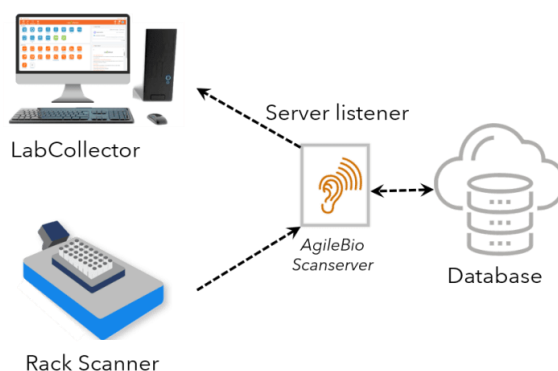 Server listener
LabCollector
AgileBio
Scanserver
Database
Rack Scanner